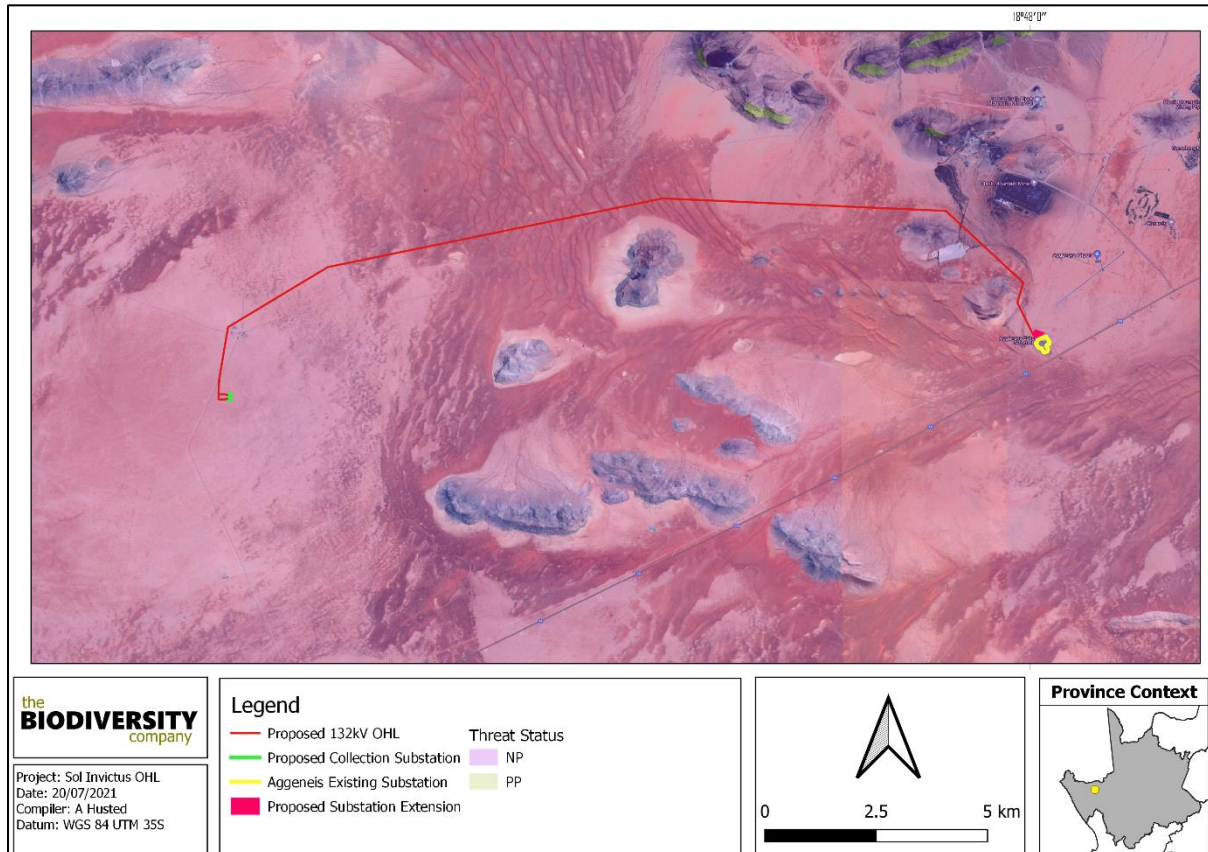 18°48'0"
the
BIODIVERSITY
company
Project: Sol Invictus OHL
Date: 20/07/2021
Compiler: A Husted
Datum: WGS 84 UTM 35S
Legend
Proposed 132kV OHL
Proposed Collection Substation
Aggeneis Existing Substation
Proposed Substation Extension
Threat Status
NP
PP
0
2.5
5 km
Province Context